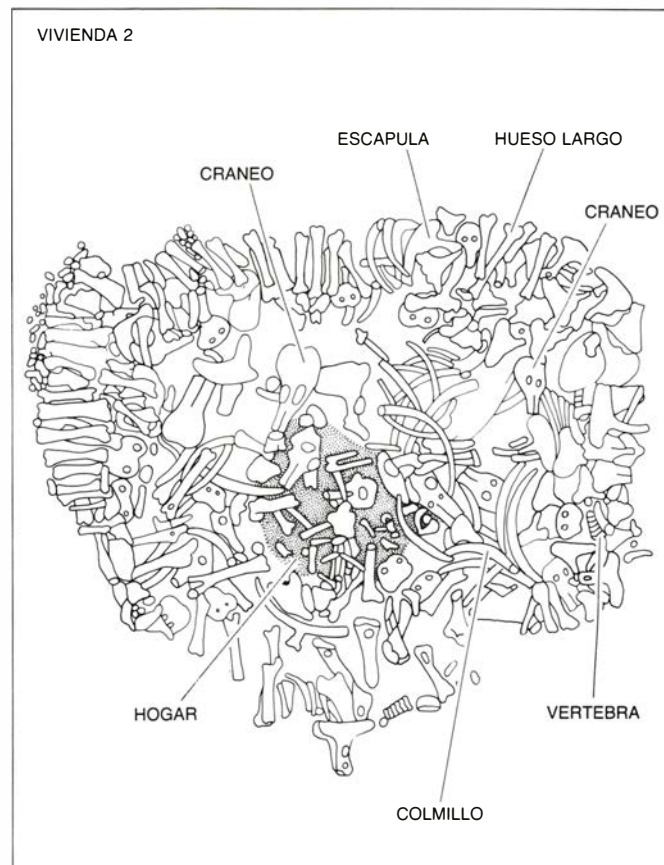 VIVIENDA 2
ESCAPULA
HUESO LARGO
CRANEO
CRANEO
HOGAR
VERTEBRA
COLMILLO